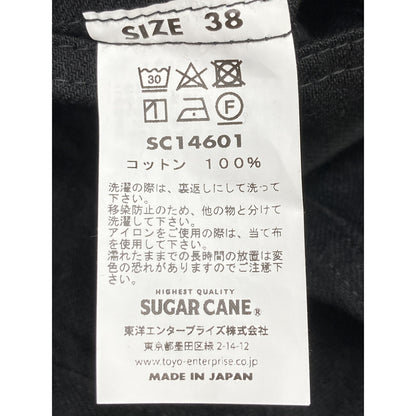 SIZE 38
30
SC14601
コットン 100%
洗濯の際は、裏返しにして洗って
下さい。
移染防止のため、他の物と分けて
洗濯して下さい。
アイロンをご使用の際は、当て布
を使用して下さい。
濡れたままでの長時間の放置は変
色の恐れがありますのでご注意下
さい。
HIGHEST QUALITY
SUGAR CANE®
東洋エンタープライズ株式会社
東京都墨田区緑 2-14-12
www.toyo-enterprise.co.jp
MADE IN JAPAN